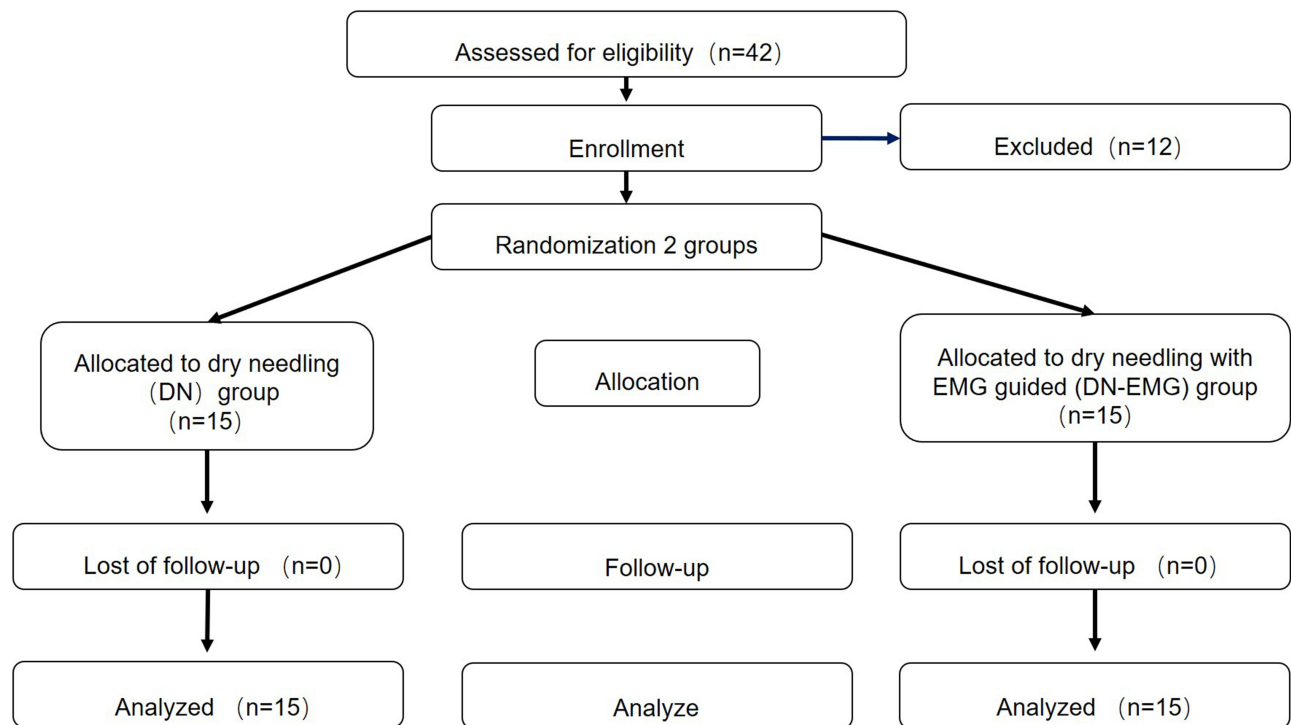 Assessed for eligibility（n=42）
Enrollment
Excluded（n=12）
Randomization 2 groups
Allocated to dry needling
（DN）group
（n=15）
Allocation
Allocated to dry needling with
EMG guided (DN-EMG) group
（n=15）
Lost of follow-up （n=0）
Follow-up
Lost of follow-up （n=0）
Analyzed （n=15）
Analyze
Analyzed （n=15）